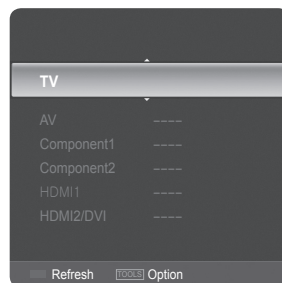 TV
AV ----
Component1 ----
Component2 ----
HDMI1 ----
HDMI2/DVI ----
Refresh TOOLS Option